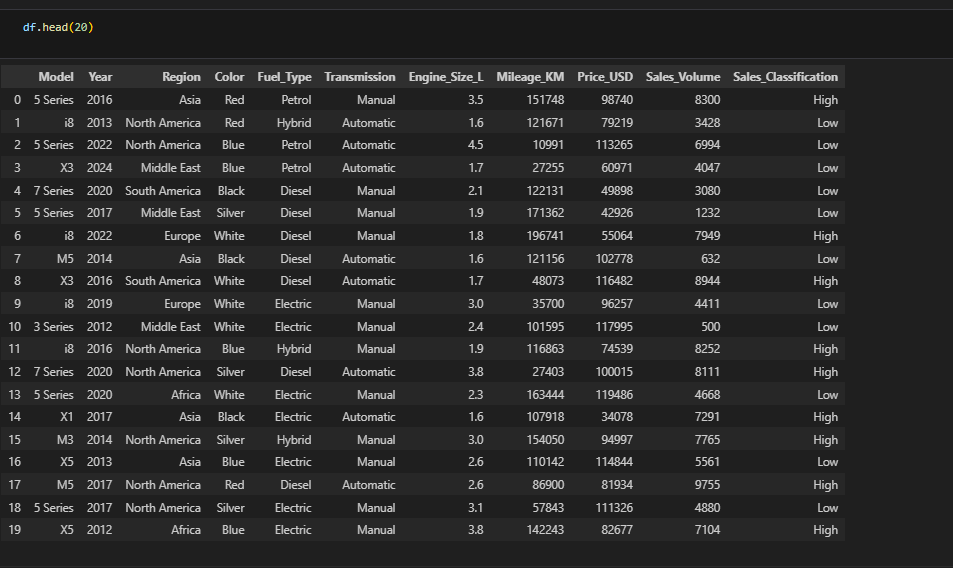 df.head(20)
Model Year Region Color Fuel_Type Transmission Engine_Size_L Mileage_KM Price_USD Sales_Volume Sales_Classification
0 5 Series 2016 Asia Red Petrol Manual 3.5 151748 98740 8300 High
1 i8 2013 North America Red Hybrid Automatic 1.6 121671 79219 3428 Low
2 5 Series 2022 North America Blue Petrol Automatic 4.5 10991 113265 6994 Low
3 X3 2024 Middle East Blue Petrol Automatic 1.7 27255 60971 4047 Low
4 7 Series 2020 South America Black Diesel Manual 2.1 122131 49898 3080 Low
5 5 Series 2017 Middle East Silver Diesel Manual 1.9 171362 42926 1232 Low
6 i8 2022 Europe White Diesel Manual 1.8 196741 55064 7949 High
7 M5 2014 Asia Black Diesel Automatic 1.6 121156 102778 632 Low
8 X3 2016 South America White Diesel Automatic 1.7 48073 116482 8944 High
9 i8 2019 Europe White Electric Manual 3.0 35700 96257 4411 Low
10 3 Series 2012 Middle East White Electric Manual 2.4 101595 117995 500 Low
11 i8 2016 North America Blue Hybrid Manual 1.9 116863 74539 8252 High
12 7 Series 2020 North America Silver Diesel Automatic 3.8 27403 100015 8111 High
13 5 Series 2020 Africa White Electric Manual 2.3 163444 119486 4668 Low
14 X1 2017 Asia Black Electric Automatic 1.6 107918 34078 7291 High
15 M3 2014 North America Silver Hybrid Manual 3.0 154050 94997 7765 High
16 X5 2013 Asia Blue Electric Manual 2.6 110142 114844 5561 Low
17 M5 2017 North America Red Diesel Automatic 2.6 86900 81934 9755 High
18 5 Series 2017 North America Silver Electric Manual 3.1 57843 111326 4880 Low
19 X5 2012 Africa Blue Electric Manual 3.8 142243 82677 7104 High